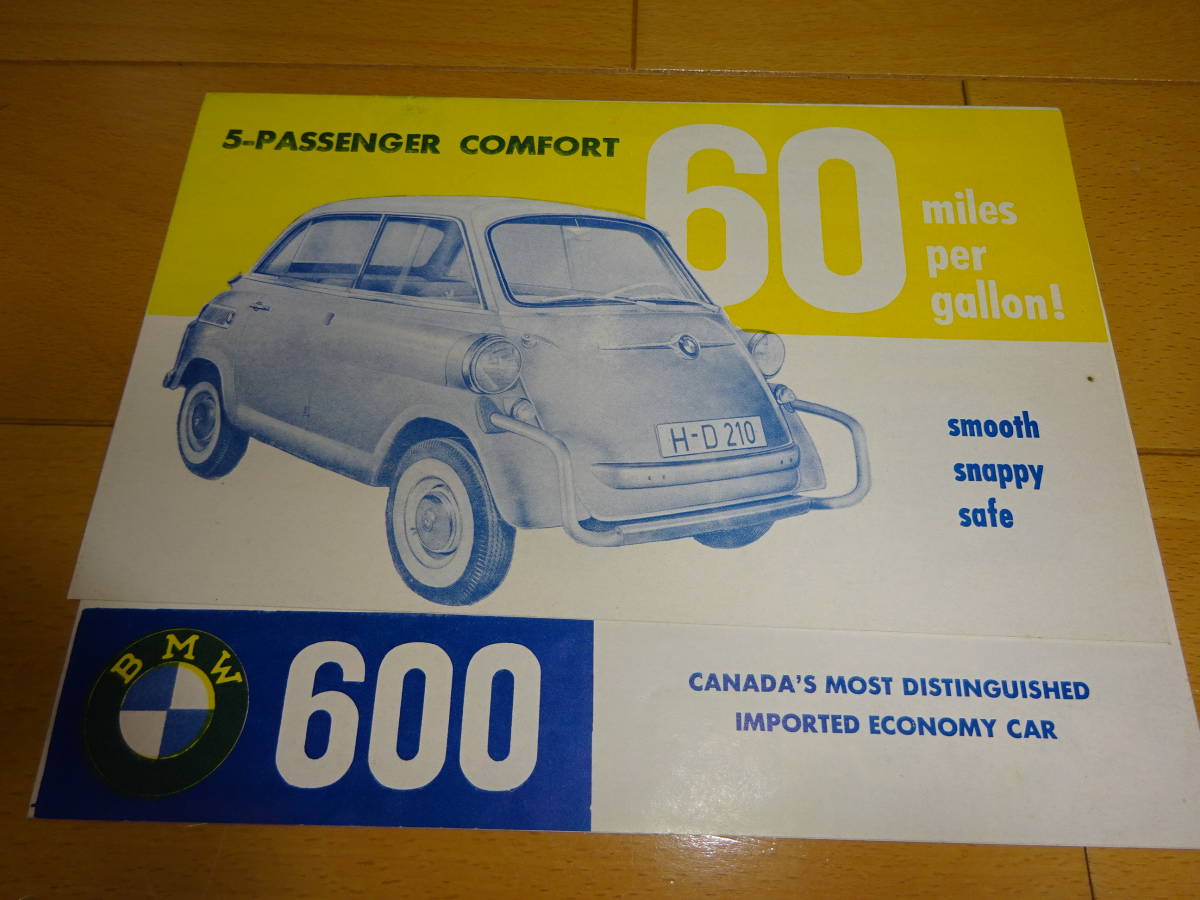 5-PASSENGER COMFORT
60
miles
per
gallon!
H-D 210
smooth
snappy
safe
BMW
600
CANADA'S MOST DISTINGUISHED
IMPORTED ECONOMY CAR